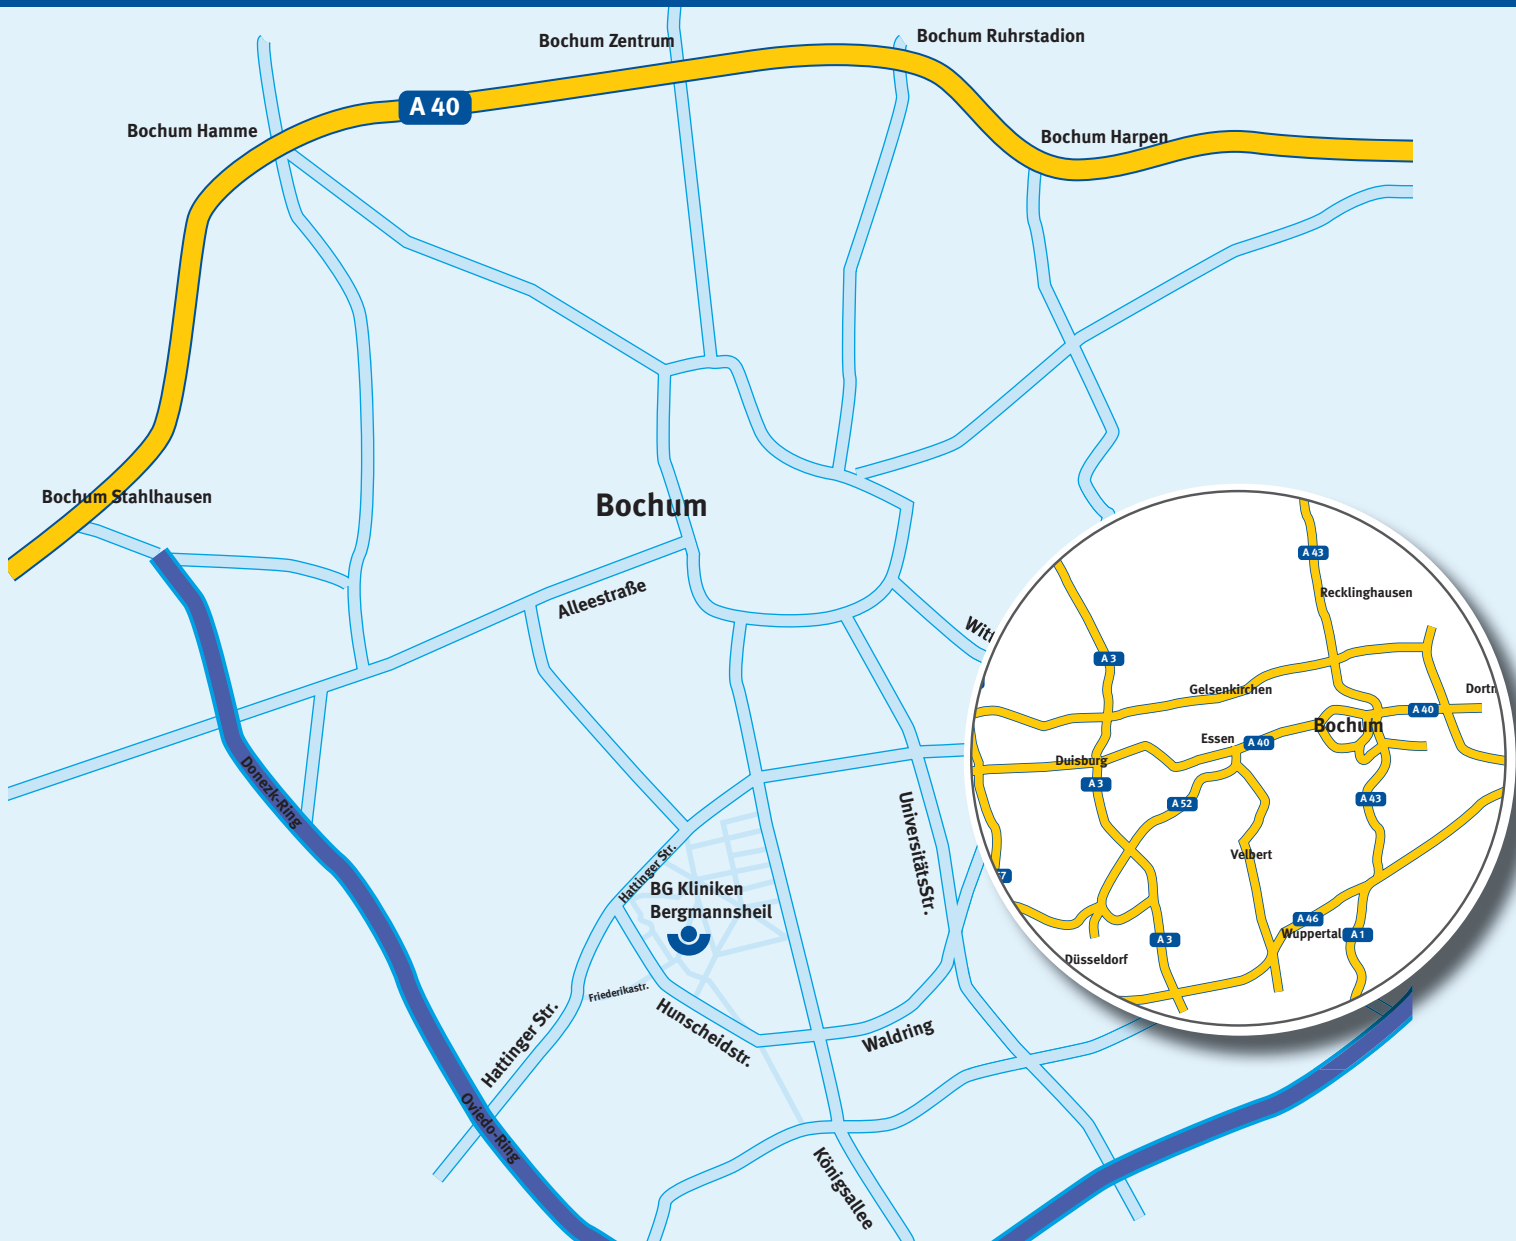 Bochum Zentrum
Bochum Ruhrstadion
A 40
Bochum Hamme
Bochum Harpen
Bochum Stahlhausen
Bochum
Alleestraße
Donezk-Ring
UniversitätsStr.
Hattinger Str.
BG Kliniken
Bergmannsheil
Friederikastr.
Hattinger Str.
Hunscheidstr.
Waldring
Oviedo-Ring
Königsallee
A 43
Recklinghausen
A 3
Gelsenkirchen
A 40
Bochum
Essen
A 40
Duisburg
A 3
A 52
A 43
Velbert
A 46
Wuppertal
A 1
A 3
Düsseldorf